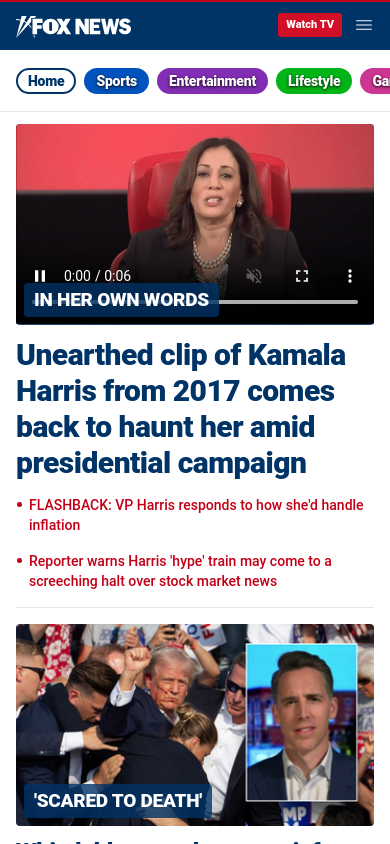 FOX NEWS
Watch TV
Home
Sports
Entertainment
Lifestyle
0:00 / 0:06
IN HER OWN WORDS
Unearthed clip of Kamala
Harris from 2017 comes
back to haunt her amid
presidential campaign
FLASHBACK: VP Harris responds to how she'd handle
inflation
Reporter warns Harris 'hype' train may come to a
screeching halt over stock market news
'SCARED TO DEATH'